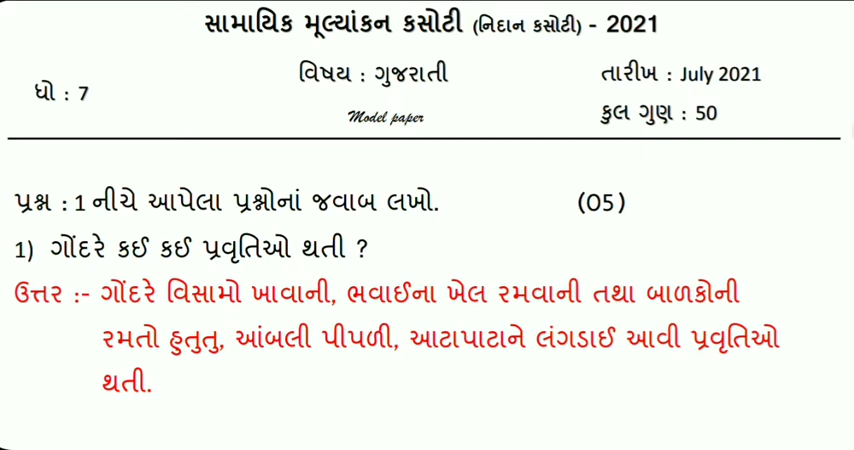 સામાયિક મૂલ્યાંકન કસોટી (નિદાન કસોટી) - 2021
ધો : 7
વિષય : ગુજરાતી
તારીખ : July 2021
Model paper
કુલ ગુણ : 50
પ્રશ્ન : 1 નીચે આપેલા પ્રશ્નોનાં જવાબ લખો. (05)
1) ગોંદરે કઈ કઈ પ્રવૃતિઓ થતી ?
ઉત્તર :- ગોંદરે વિસામો ખાવાની, ભવાઈના ખેલ રમવાની તથા બાળકોની
રમતો હુતુતુ, આંબલી પીપળી, આટાપાટાને લંગડાઈ આવી પ્રવૃતિઓ
થતી.